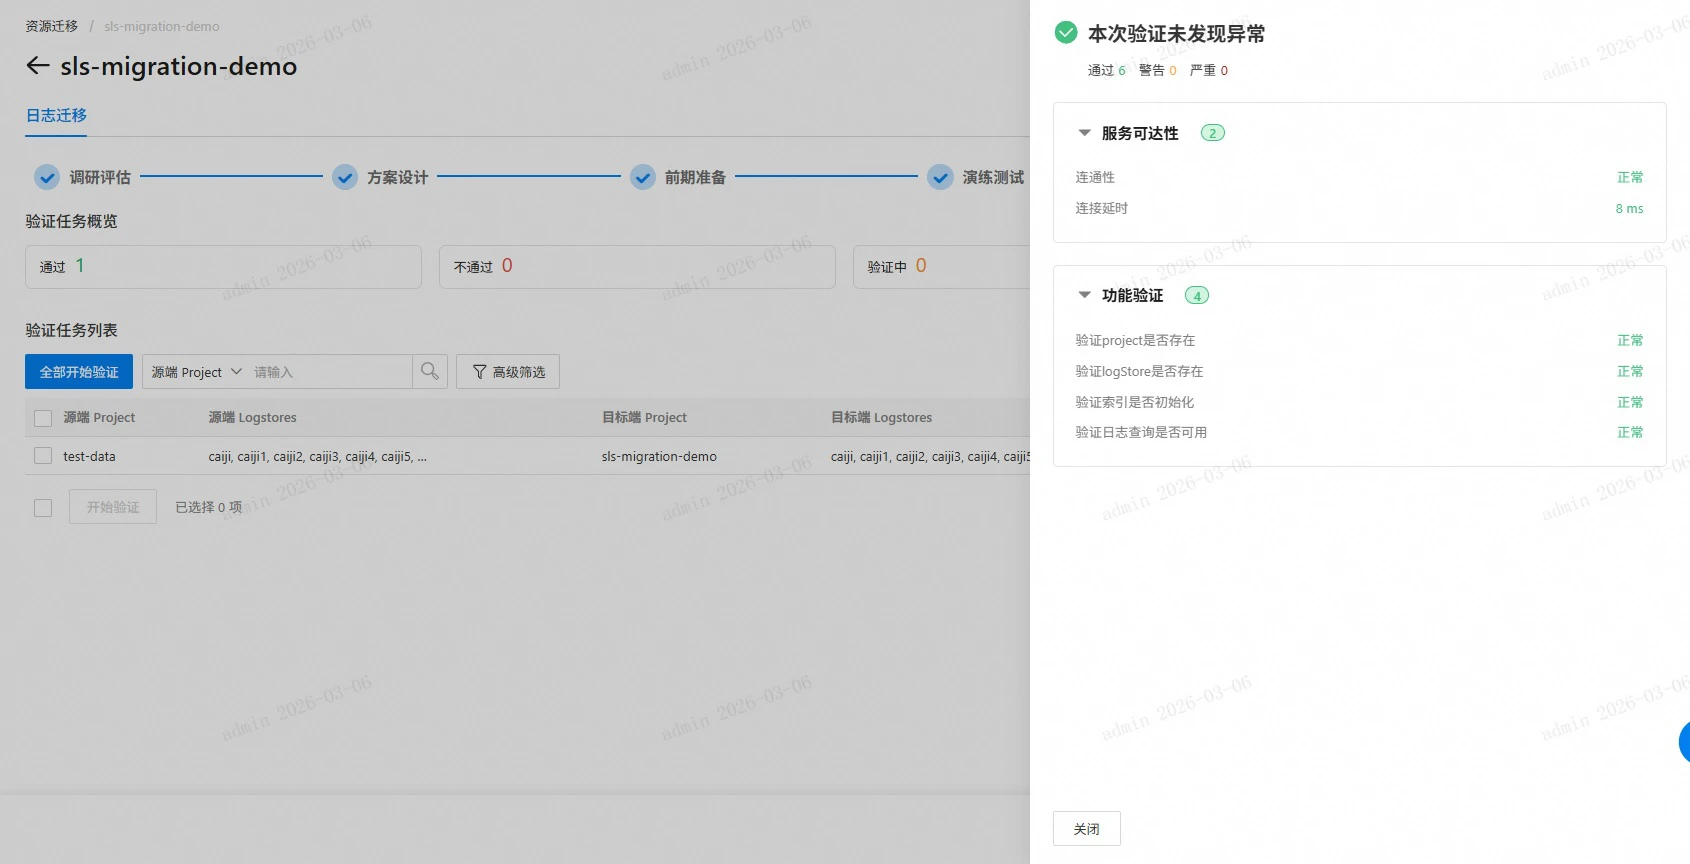 资源迁移 / sls-migration-demo
sls-migration-demo
日志迁移
调研评估 方案设计 前期准备 演练测试
验证任务概览
通过 1 不通过 0 验证中 0
验证任务列表
全部开始验证 源端 Project 请输入 高级筛选
源端 Project 源端 Logstores 目标端 Project 目标端 Logstores
test-data caiji, caiji1, caiji2, caiji3, caiji4, caiji5, ... sls-migration-demo caiji, caiji1, caiji2, caiji3, caiji4, caiji5
开始验证 已选择 0 项
本次验证未发现异常
通过 6 警告 0 严重 0
服务可达性 2
连通性 正常
连接延时 8 ms
功能验证 4
验证project是否存在 正常
验证logStore是否存在 正常
验证索引是否初始化 正常
验证日志查询是否可用 正常
关闭
admin 2026-03-06